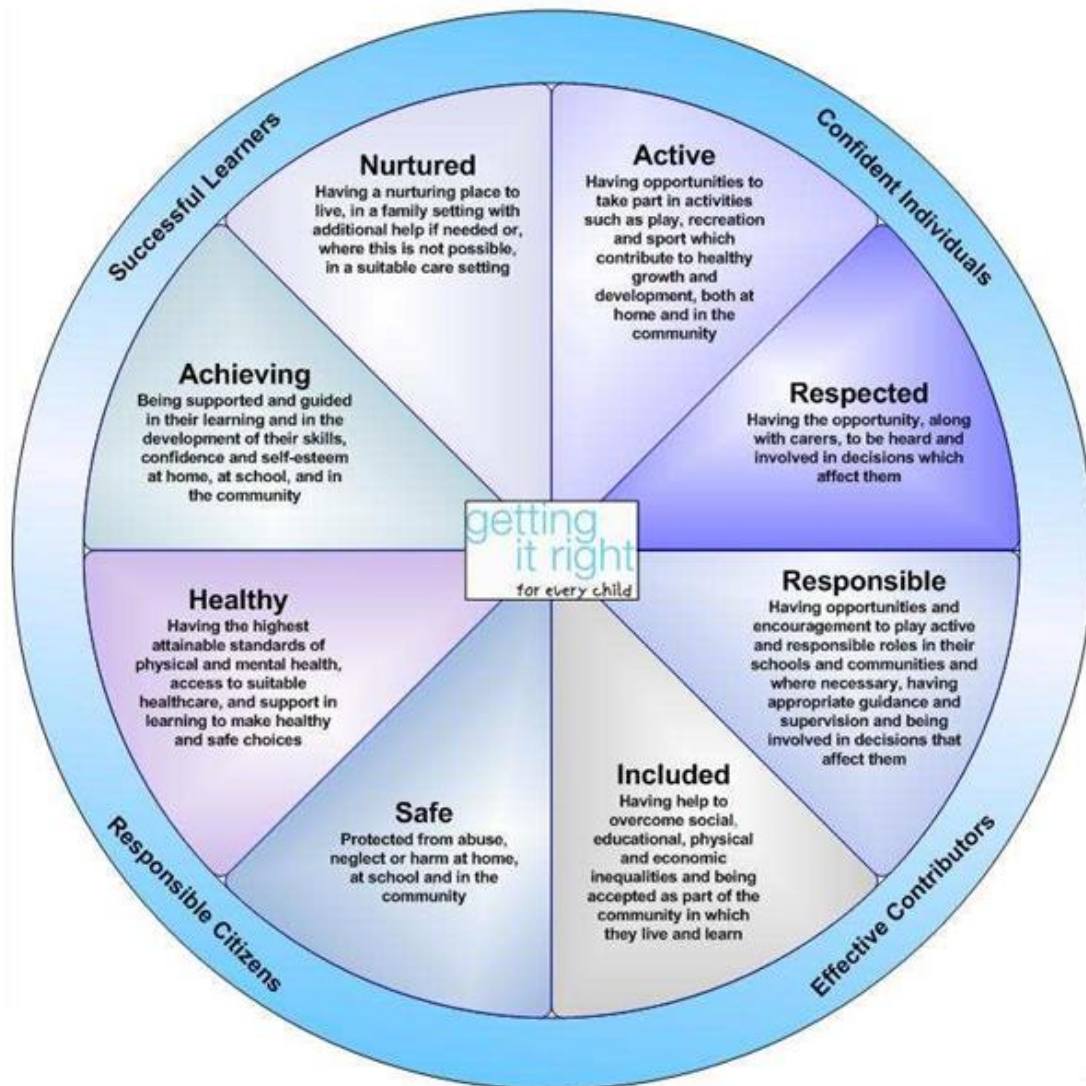 Successful Learners
Confident Individuals
Nurtured
Having a nurturing place to
live, in a family setting with
additional help if needed or,
where this is not possible,
in a suitable care setting
Active
Having opportunities to
take part in activities
such as play, recreation
and sport which
contribute to healthy
growth and
development, both at
home and in the
community
Achieving
Being supported and guided
in their learning and in the
development of their skills,
confidence and self-esteem
at home, at school, and in
the community
Respected
Having the opportunity, along
with carers, to be heard and
involved in decisions which
affect them
getting
it right
for every child
Healthy
Having the highest
attainable standards of
physical and mental health,
access to suitable
healthcare, and support in
learning to make healthy
and safe choices
Responsible
Having opportunities and
encouragement to play active
and responsible roles in their
schools and communities and
where necessary, having
appropriate guidance and
supervision and being
involved in decisions that
affect them
Safe
Protected from abuse,
neglect or harm at home,
at school and in the
community
Included
Having help to
overcome social,
educational, physical
and economic
inequalities and being
accepted as part of the
community in which
they live and learn
Responsible Citizens
Effective Contributors